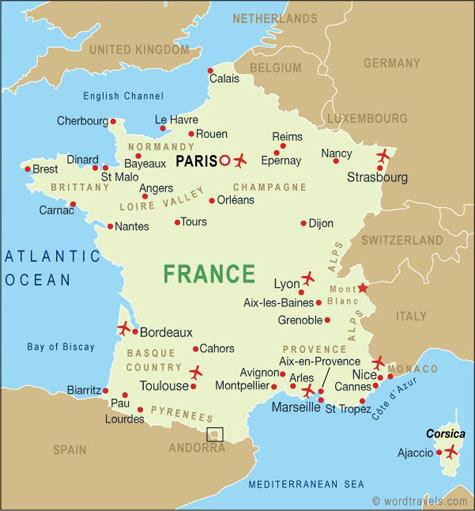 NETHERLANDS
UNITED KINGDOM
GERMANY
BELGIUM
Calais
English Channel
LUXEMBOURG
Cherbourg
Le Havre
Rouen
Reims
NORMANDY
Dinard
Bayeux
PARIS
Epernay
Nancy
Brest
St Malo
Strasbourg
BRITTANY
Angers
CHAMPAGNE
LOIRE VALLEY
Orléans
Carnac
Nantes
Tours
Dijon
SWITZERLAND
ATLANTIC
OCEAN
ALPS
FRANCE
Lyon
Mont
Blanc
Aix-les-Baines
Grenoble
ITALY
ALPS
Bordeaux
Bay of Biscay
Cahors
PROVENCE
BASQUE
COUNTRY
Aix-en-Provence
Avignon
Nice
MONACO
Biarritz
Toulouse
Montpellier
Arles
Cannes
Côte d'Azur
Pau
Marseille
St Tropez
Lourdes
PYRENEES
Corsica
SPAIN
ANDORRA
Ajaccio
MEDITERRANEAN SEA
© wordtravels.com